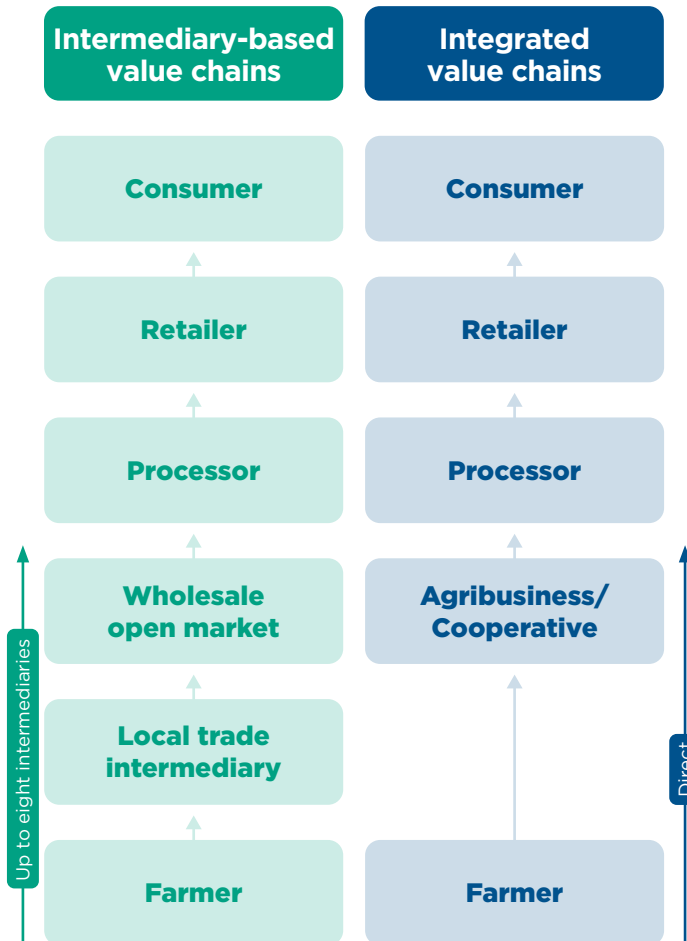 Intermediary-based
value chains
Integrated
value chains
Consumer
Consumer
Retailer
Retailer
Processor
Processor
Wholesale
open market
Agribusiness/
Cooperative
Local trade
intermediary
Farmer
Farmer
Up to eight intermediaries
Direct